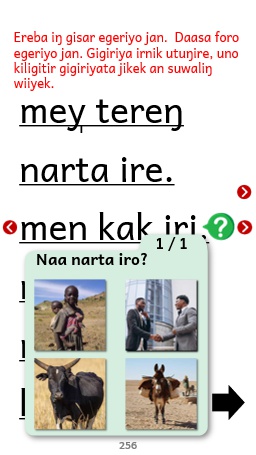 Ereba iŋ gisar egeriyo jan.  Daasa foro
egeriyo jan. Gigiriya irnik utuŋire, uno
kiligitir gigiriyata jikek an suwaliŋ
wiiyek.
mey tereŋ
narta ire.
men kak iri.
?
1 / 1
Naa narta iro?
256